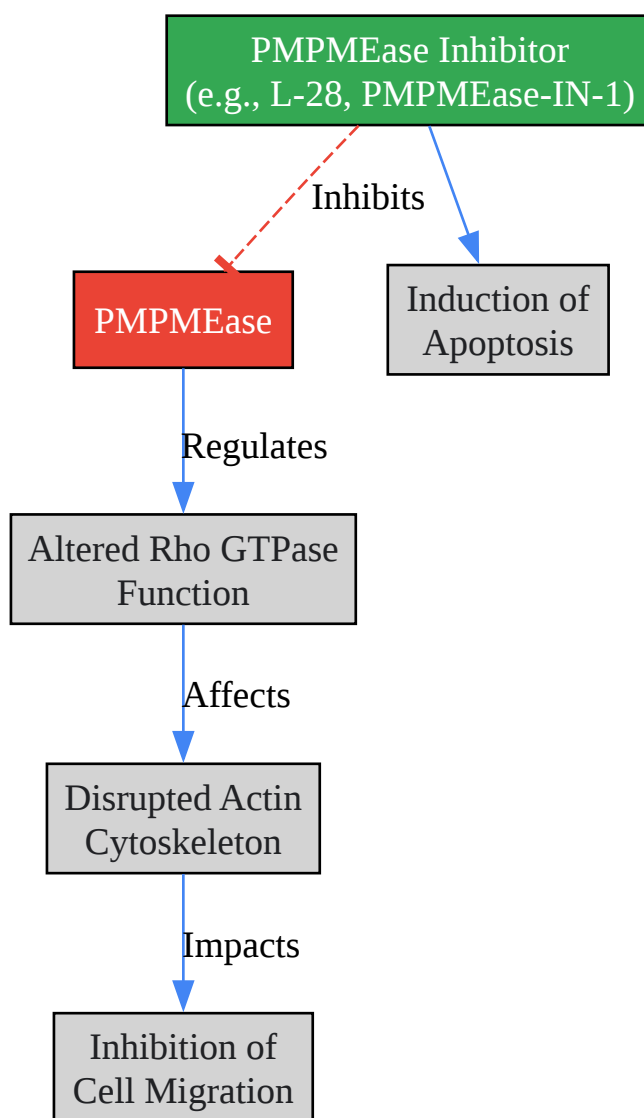 PMPMEase Inhibitor
(e.g., L-28, PMPMEase-IN-1)
Inhibits
PMPMEase
Induction of
Apoptosis
Regulates
Altered Rho GTPase
Function
Affects
Disrupted Actin
Cytoskeleton
Impacts
Inhibition of
Cell Migration